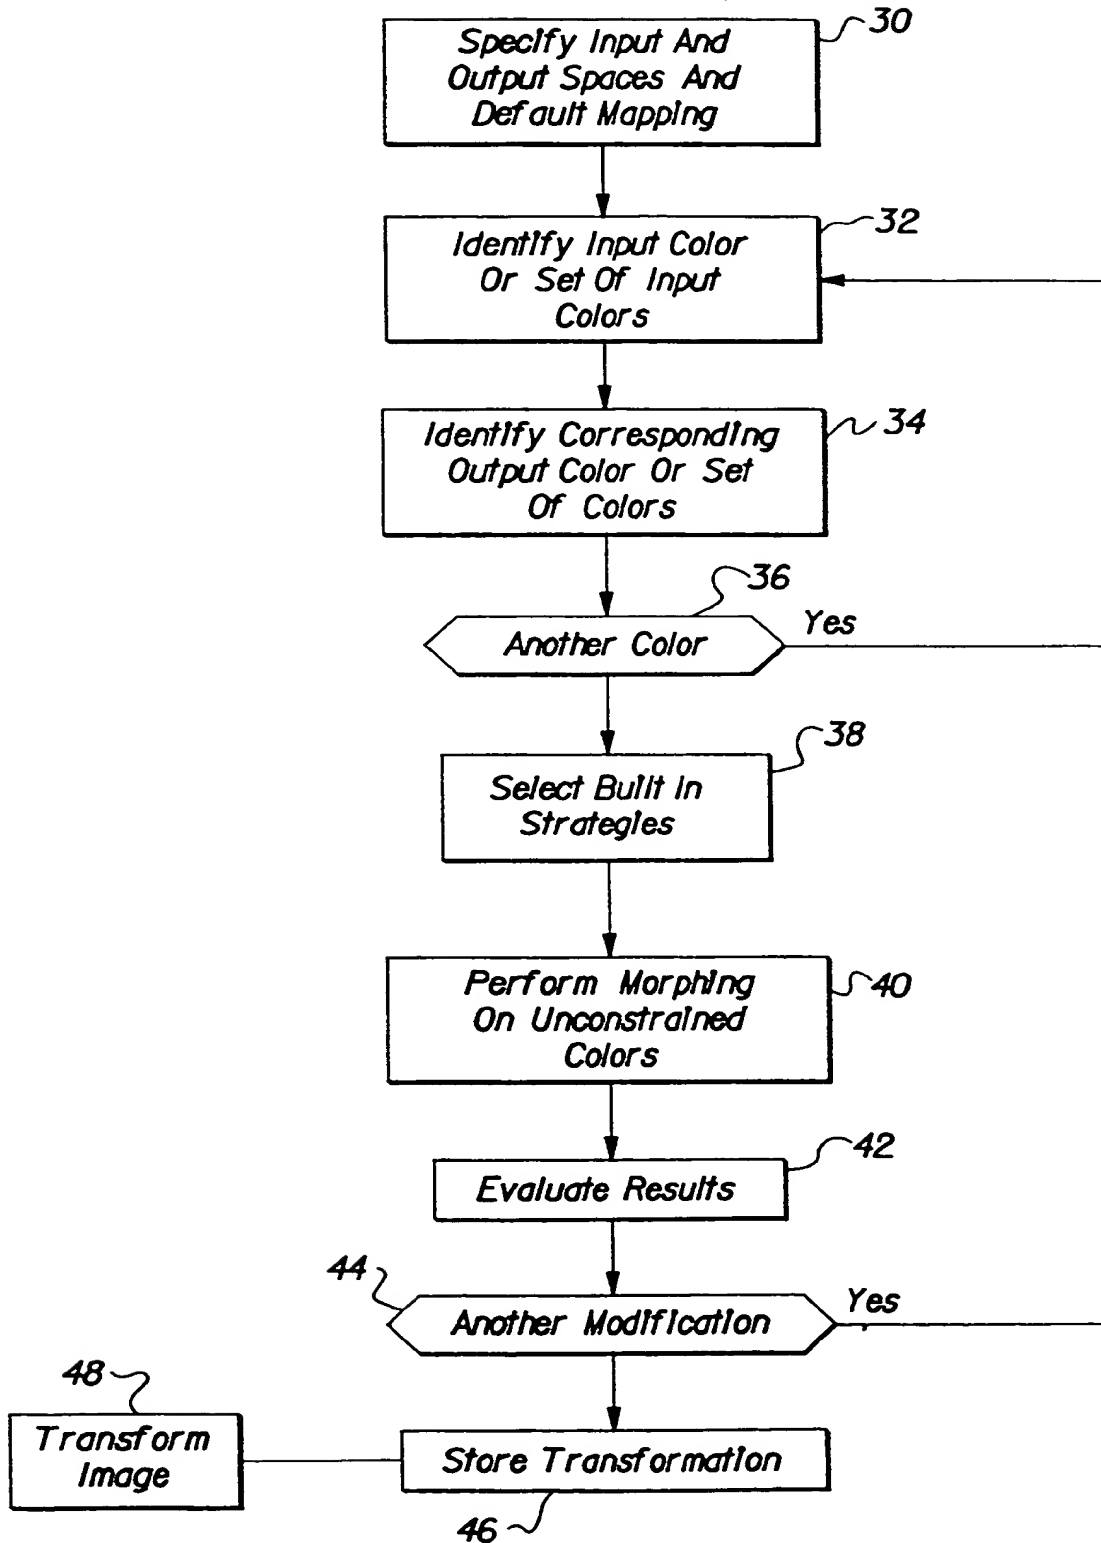 30
Specify Input And
Output Spaces And
Default Mapping
32
Identify Input Color
Or Set Of Input
Colors
34
Identify Corresponding
Output Color Or Set
Of Colors
36
Another Color
Yes
38
Select Built In
Strategies
40
Perform Morphing
On Unconstrained
Colors
42
Evaluate Results
44
Another Modification
Yes
48
Transform
Image
Store Transformation
46